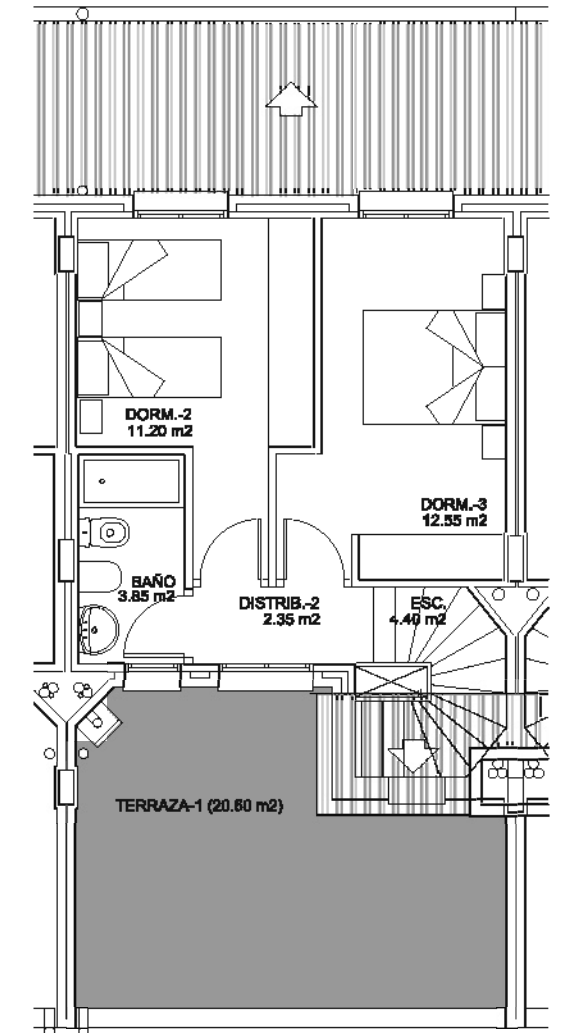 DORM.-2
11.20 m2
DORM.-3
12.55 m2
BAÑO
3.85 m2
DISTRIB.-2
2.35 m2
ESC.
4.40 m2
TERRAZA-1 (20.60 m2)